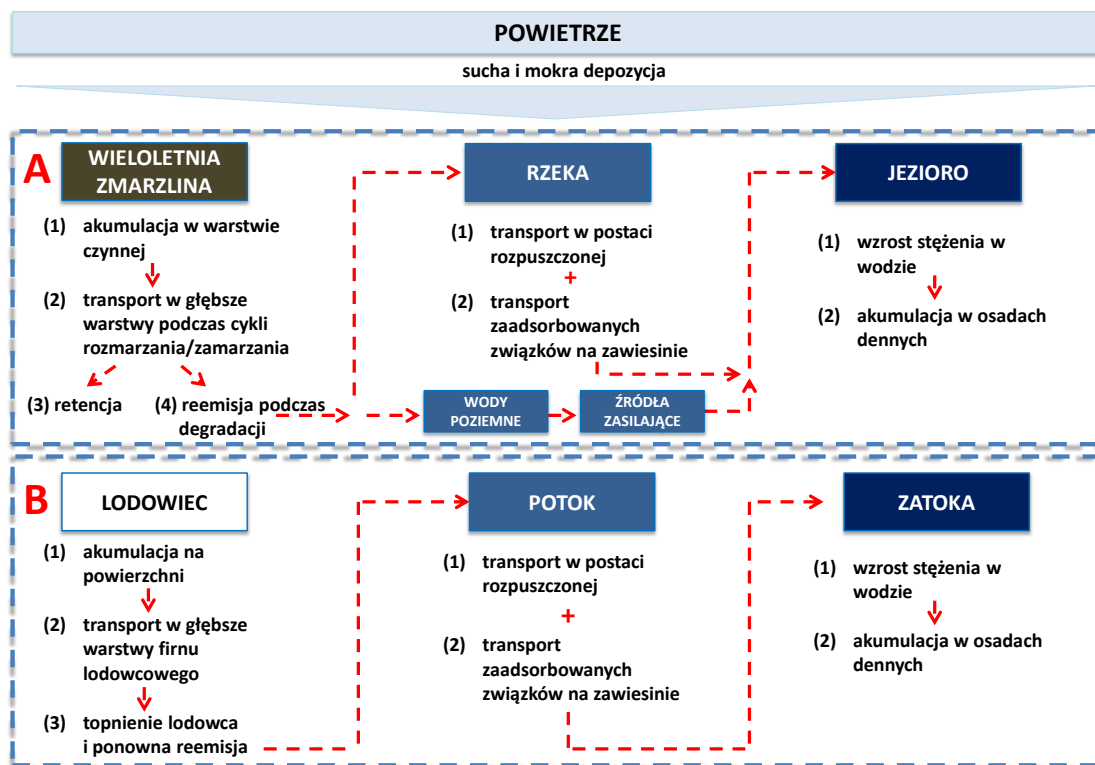 POWIETRZE
sucha i mokra depozycja
A
WIELOLETNIA
ZMARZLINA
(1) akumulacja w warstwie
czynnej
(2) transport w głębsze
warstwy podczas cykli
rozmarzania/zamarzania
(3) retencja
(4) reemisja podczas
degradacji
RZEKA
(1) transport w postaci
rozpuszczonej
+
(2) transport
zaadsorbowanych
związków na zawiesinie
WODY
POZIEMNE
ŹRÓDŁA
ZASILAJĄCE
JEZIORO
(1) wzrost stężenia w
wodzie
(2) akumulacja w osadach
dennych
B
LODOWIEC
(1) akumulacja na
powierzchni
(2) transport w głębsze
warstwy firnu
lodowcowego
(3) topnienie lodowca
i ponowna reemisja
POTOK
(1) transport w postaci
rozpuszczonej
+
(2) transport
zaadsorbowanych
związków na zawiesinie
ZATOKA
(1) wzrost stężenia w
wodzie
(2) akumulacja w osadach
dennych